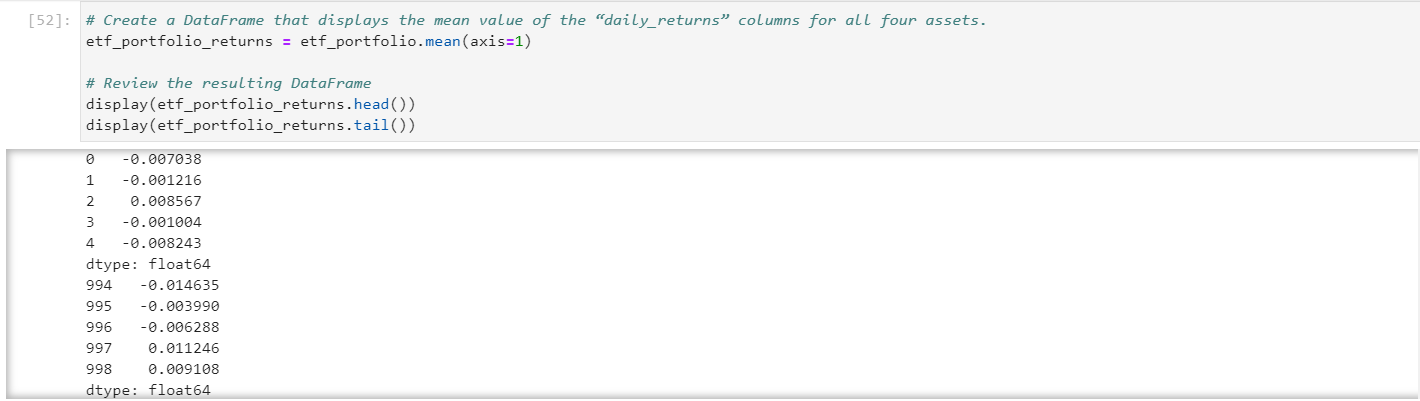 [52]: # Create a DataFrame that displays the mean value of the “daily_returns” columns for all four assets.
etf_portfolio_returns = etf_portfolio.mean(axis=1)
# Review the resulting DataFrame
display(etf_portfolio_returns.head())
display(etf_portfolio_returns.tail())
0   -0.007038
1   -0.001216
2    0.008567
3   -0.001004
4   -0.008243
dtype: float64
994   -0.014635
995   -0.003990
996   -0.006288
997    0.011246
998    0.009108
dtype: float64